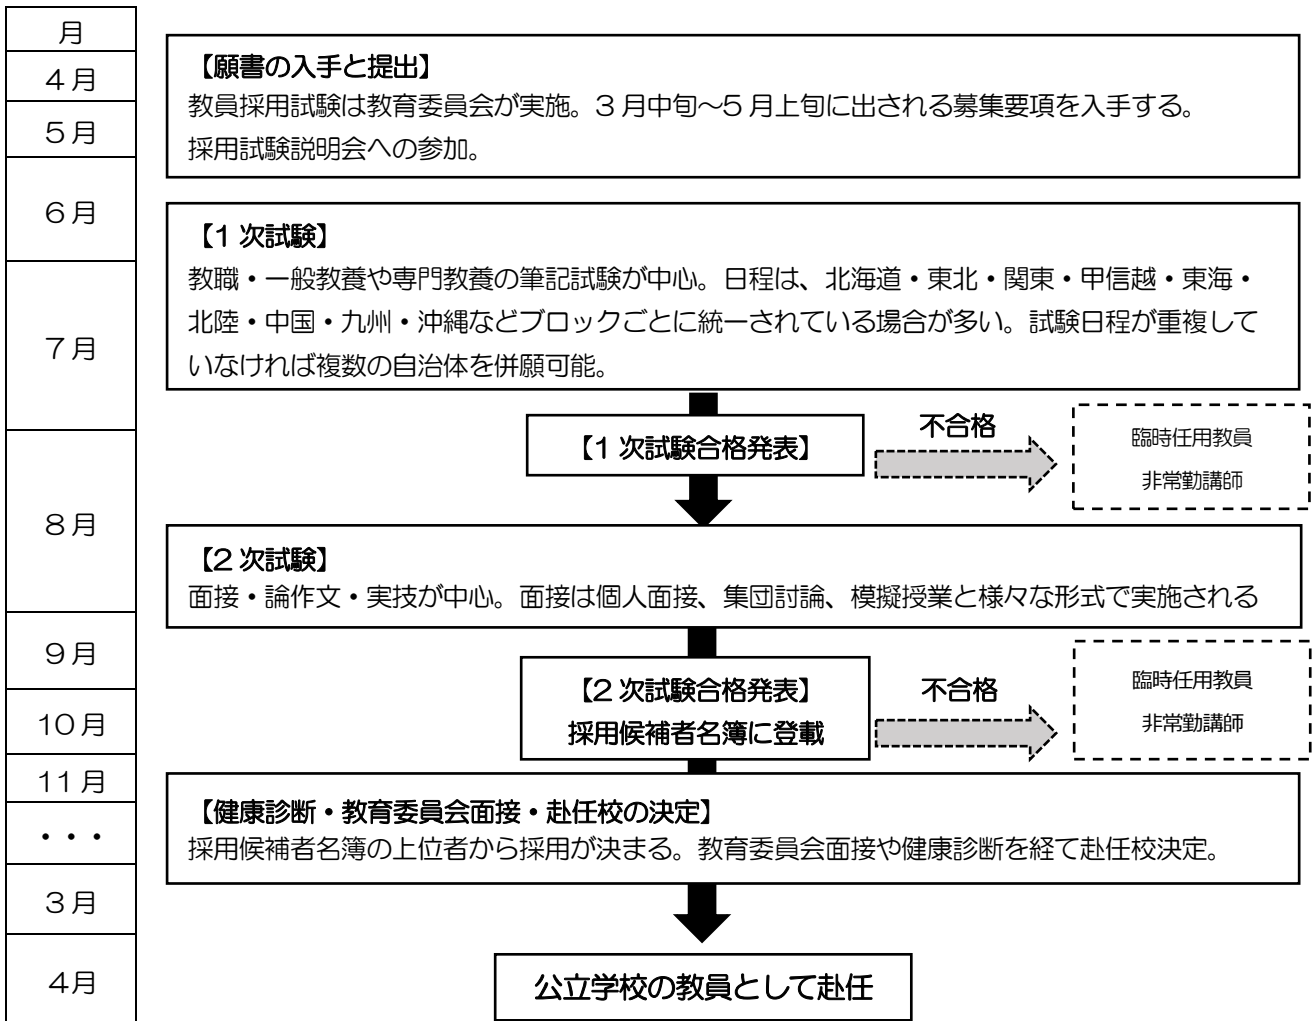 月
4月
5月
6月
7月
8月
9月
10月
11月
・・・
3月
4月
【願書の入手と提出】
教員採用試験は教育委員会が実施。3月中旬～5月上旬に出される募集要項を入手する。
採用試験説明会への参加。
【1次試験】
教職・一般教養や専門教養の筆記試験が中心。日程は、北海道・東北・関東・甲信越・東海・
北陸・中国・九州・沖縄などブロックごとに統一されている場合が多い。試験日程が重複して
いなければ複数の自治体を併願可能。
【1次試験合格発表】
不合格
臨時任用教員
非常勤講師
【2次試験】
面接・論作文・実技が中心。面接は個人面接、集団討論、模擬授業と様々な形式で実施される
【2次試験合格発表】
採用候補者名簿に登載
不合格
臨時任用教員
非常勤講師
【健康診断・教育委員会面接・赴任校の決定】
採用候補者名簿の上位者から採用が決まる。教育委員会面接や健康診断を経て赴任校決定。
公立学校の教員として赴任